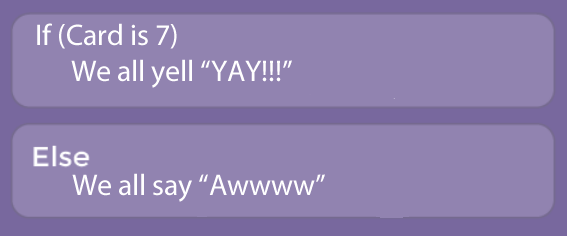 If (Card is 7)
We all yell “YAY!!!”
Else
We all say “Awwww”